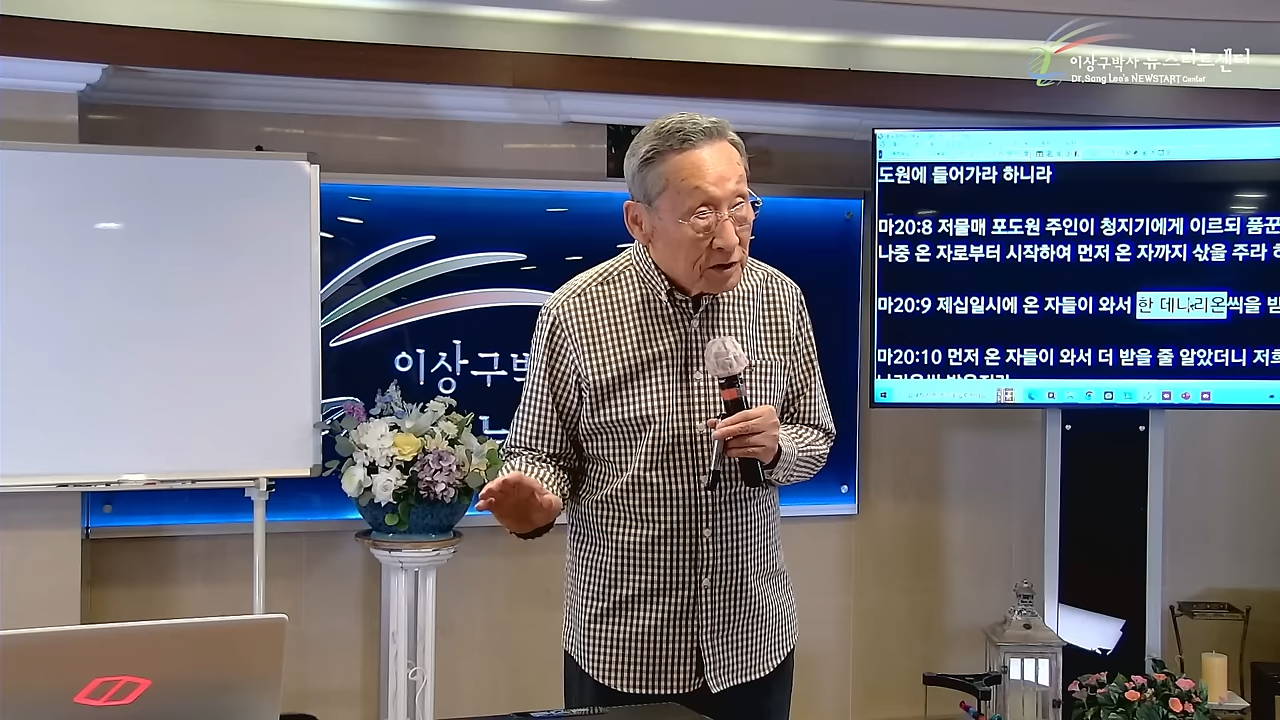 이상구박사 뉴스타트센터
Dr. Sang Lee's NEWSTART Center
이상구박
도원에 들어가라 하니라
마20:8 저물매 포도원 주인이 청지기에게 이르되 품꾼
나중 온 자로부터 시작하여 먼저 온 자까지 삯을 주라
마20:9 제십일시에 온 자들이 와서 한 데나리온씩을 받
마20:10 먼저 온 자들이 와서 더 받을 줄 알았더니 저희